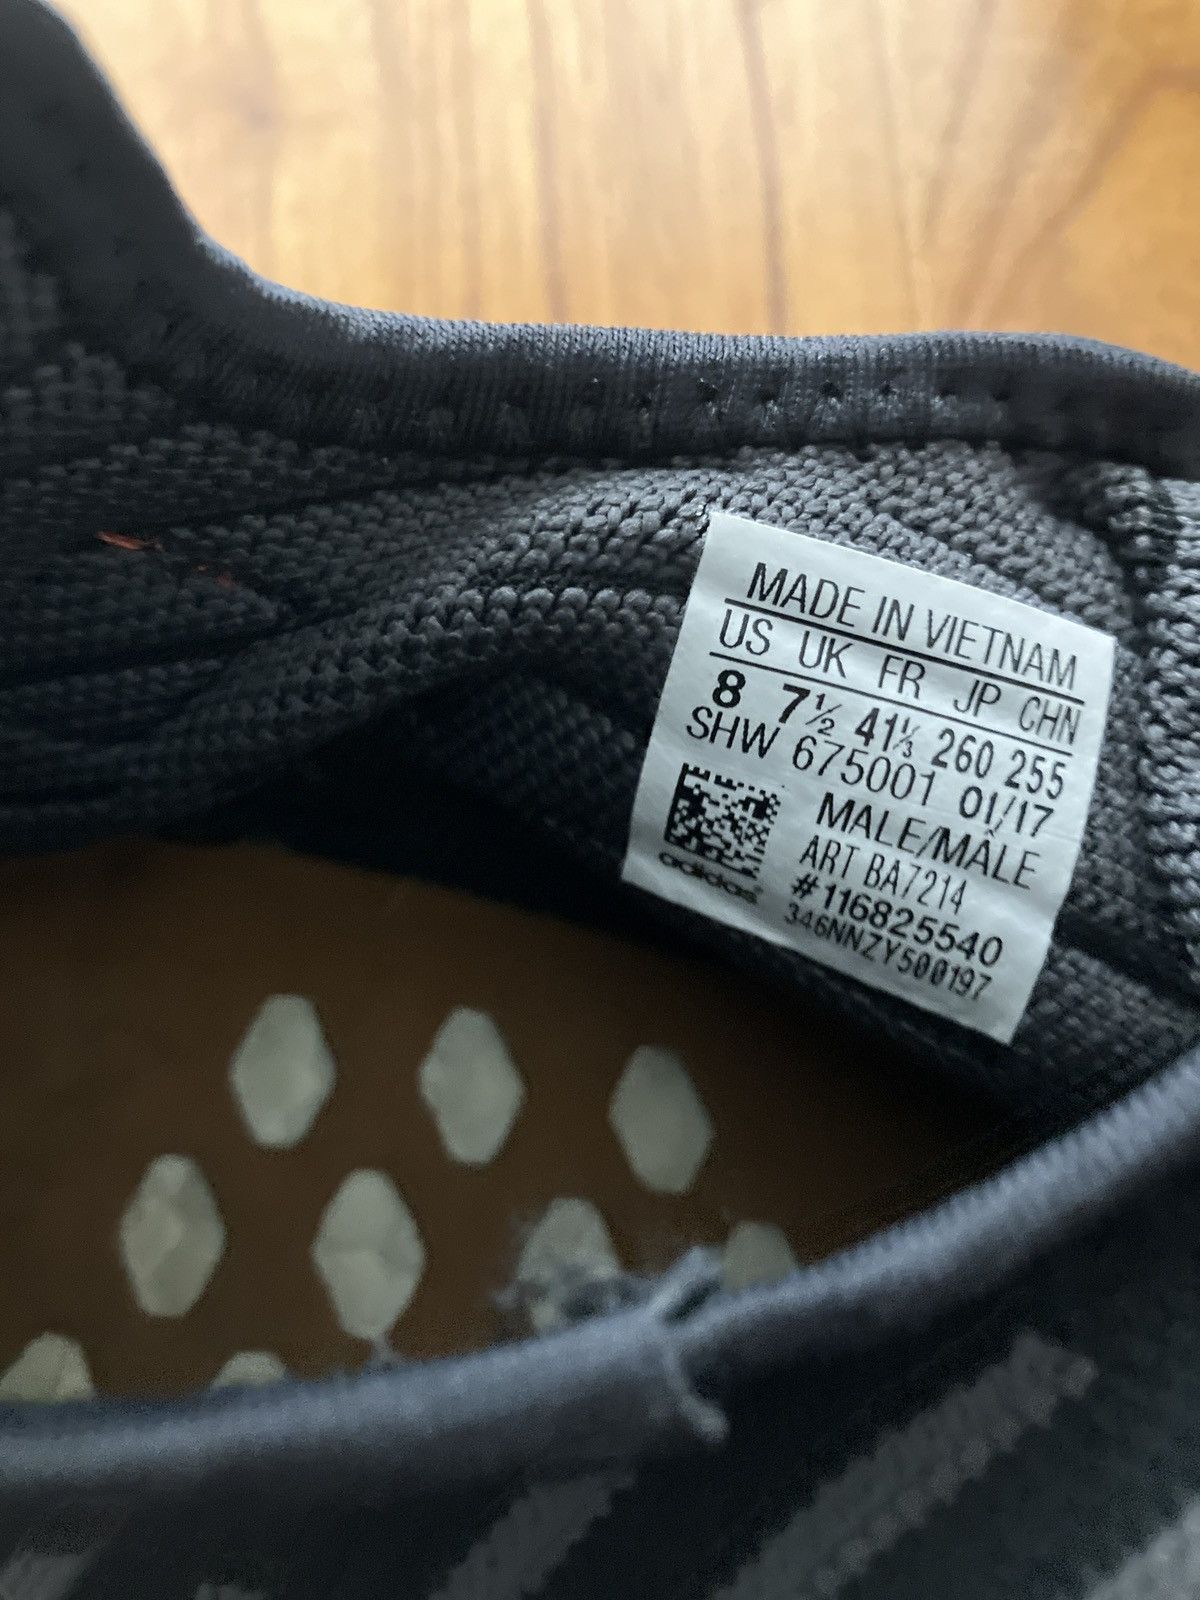 MADE IN VIETNAM
US UK FR JP CHN
8 7½ 41⅓ 260 255
SHW 675001 01/17
MALE/MÂLE
ART BA7214
#116825540
346NNZY500197
adidas